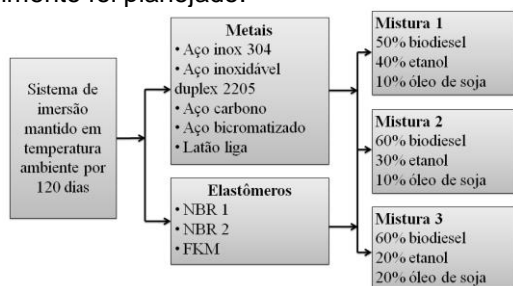 imento foi planejado.
Sistema de
imersão
mantido em
temperatura
ambiente por
120 dias
Metais
• Aço inox 304
• Aço inoxidável
duplex 2205
• Aço carbono
• Aço bicromatizado
• Latão liga
Elastômeros
• NBR 1
• NBR 2
• FKM
Mistura 1
50% biodiesel
40% etanol
10% óleo de soja
Mistura 2
60% biodiesel
30% etanol
10% óleo de soja
Mistura 3
60% biodiesel
20% etanol
20% óleo de soja